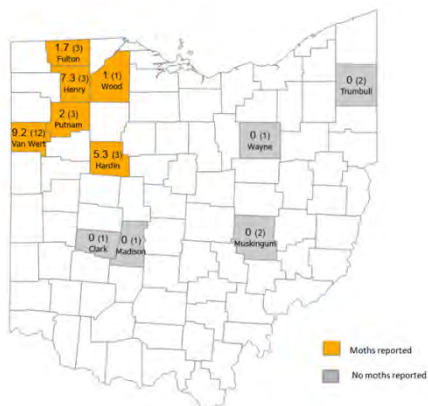 1.7 (3)
Fulton
7.3 (3)
Henry
1 (1)
Wood
2 (3)
Putnam
9.2 (12)
Van Wert
5.3 (3)
Hardin
0 (2)
Trumbull
0 (1)
Wayne
0 (1)
Clark
0 (1)
Madison
0 (2)
Muskingum
Moths reported
No moths reported